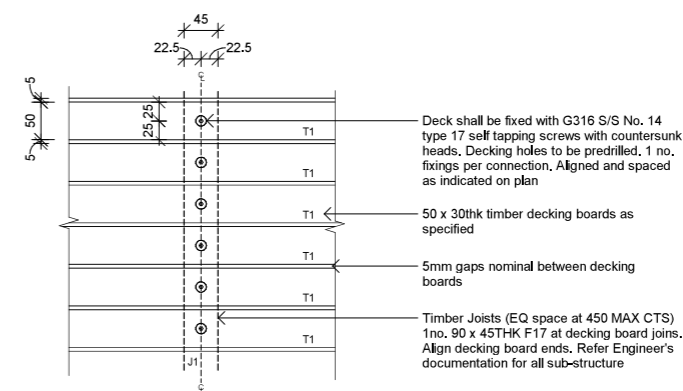 45
22.5
22.5
℄
5
50
5
25
25
T1
T1
T1
T1
T1
T1
J1
℄
Deck shall be fixed with G316 S/S No. 14
type 17 self tapping screws with countersunk
heads. Decking holes to be predrilled. 1 no.
fixings per connection. Aligned and spaced
as indicated on plan
50 x 30thk timber decking boards as
specified
5mm gaps nominal between decking
boards
Timber Joists (EQ space at 450 MAX CTS)
1no. 90 x 45THK F17 at decking board joins.
Align decking board ends. Refer Engineer's
documentation for all sub-structure